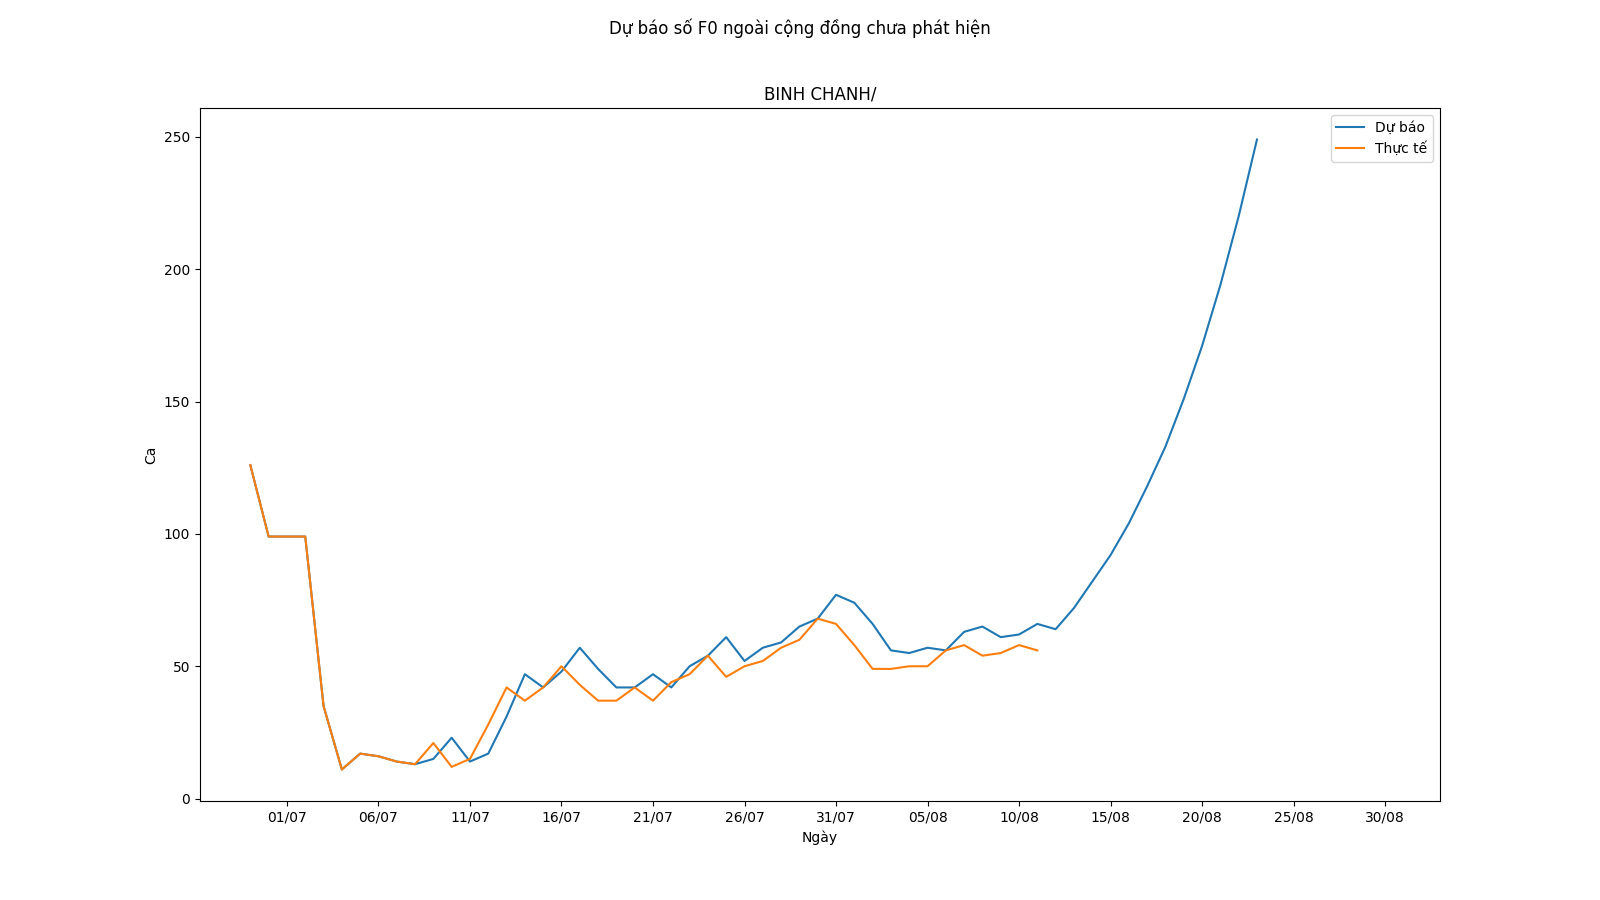 Dự báo số F0 ngoài cộng đồng chưa phát hiện
BINH CHANH/
Dự báo
Thực tế
250
200
150
100
50
0
Ca
01/07 06/07 11/07 16/07 21/07 26/07 31/07 05/08 10/08 15/08 20/08 25/08 30/08
Ngày